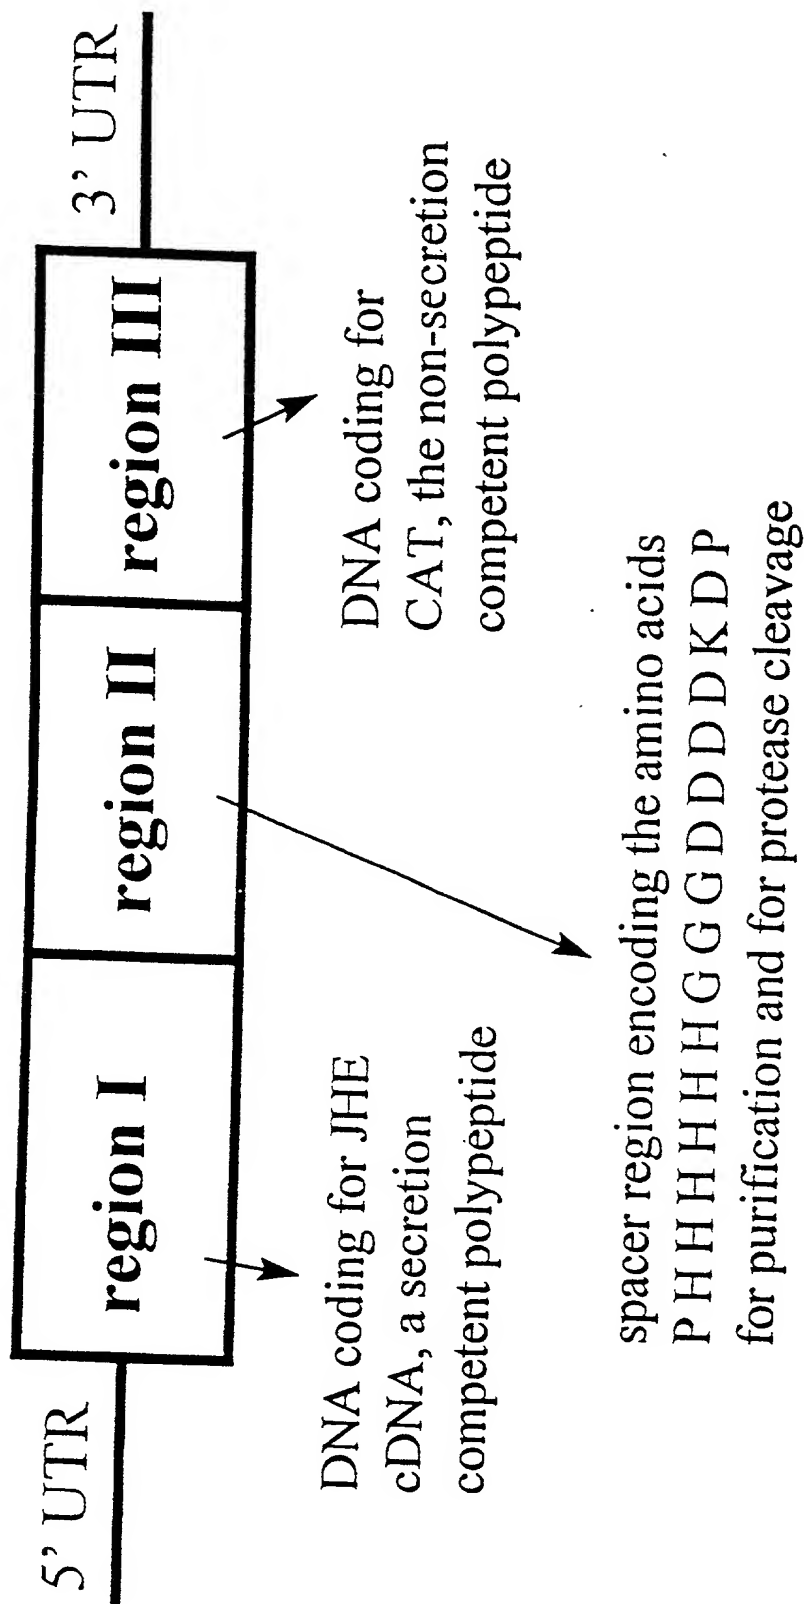 5' UTR
region I
region II
region III
3' UTR
DNA coding for JHE
cDNA, a secretion
competent polypeptide
DNA coding for
CAT, the non-secretion
competent polypeptide
spacer region encoding the amino acids
P H H H H H H G G G D D D D K D P
for purification and for protease cleavage